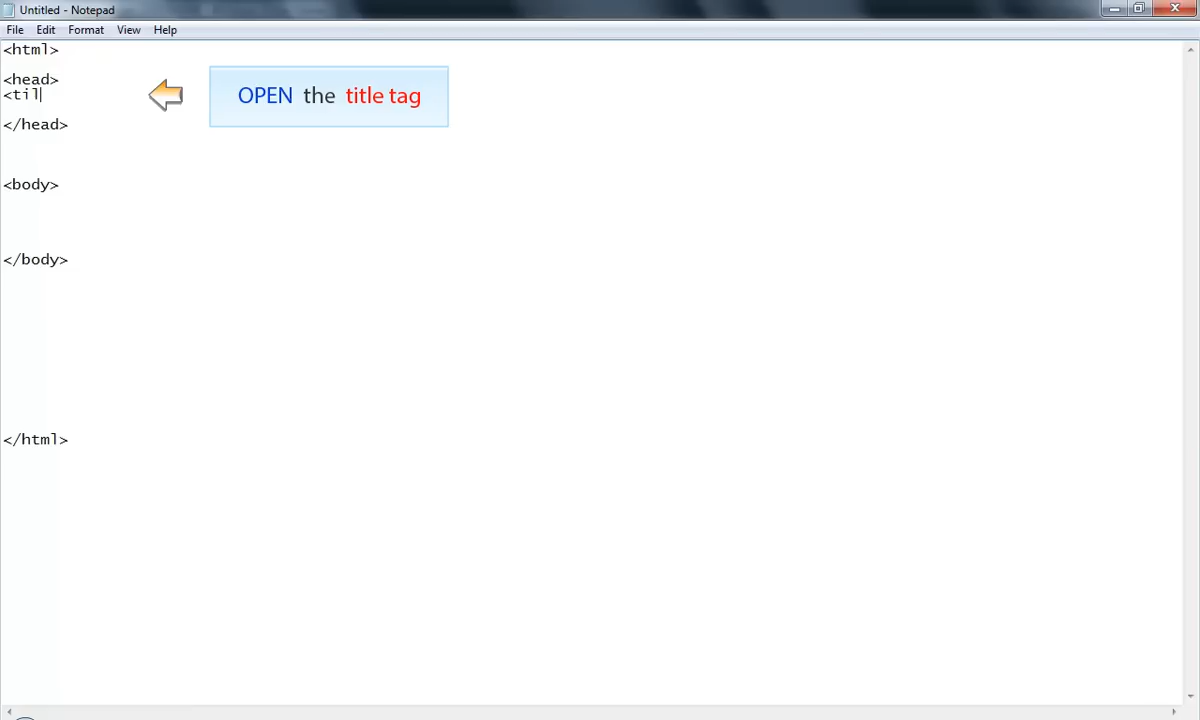 Untitled - Notepad
File Edit Format View Help
<html>
<head>
<til
OPEN the title tag
</head>
<body>
</body>
</html>